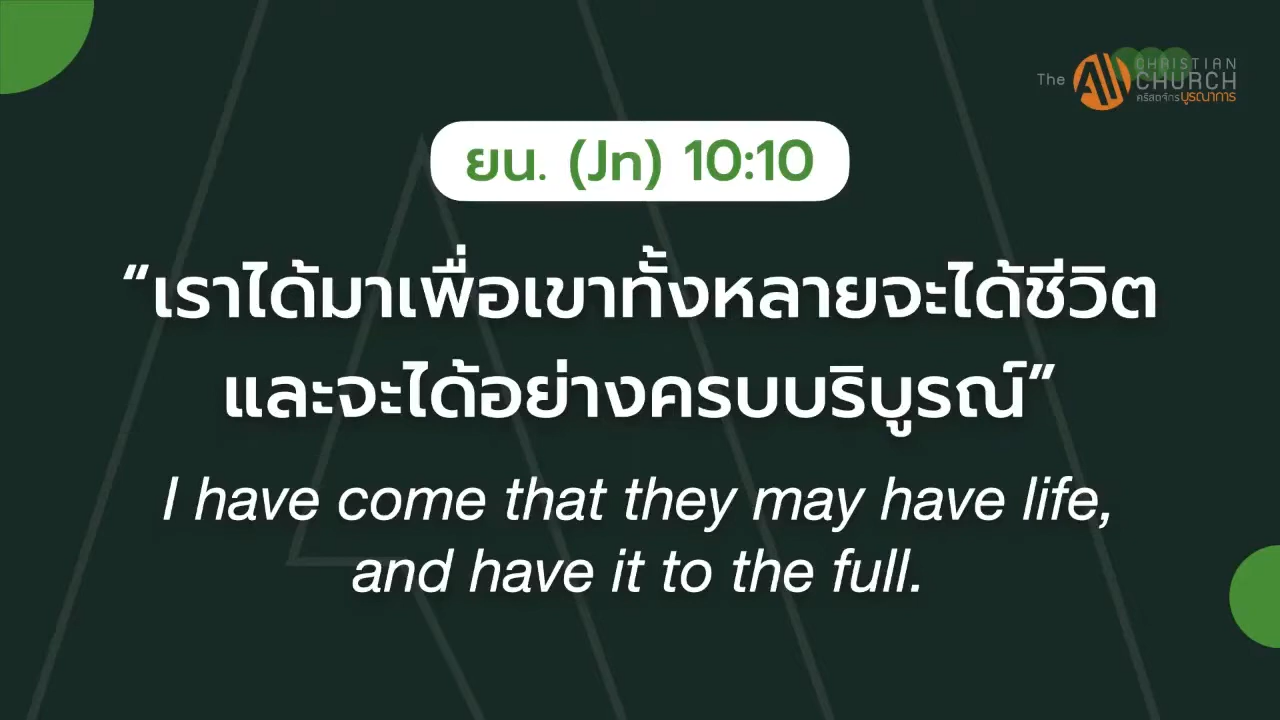 The All CHRISTIAN
CHURCH
คริสตจักรบูรณาการ
ยน. (Jn) 10:10
“เราได้มาเพื่อเขาทั้งหลายจะได้ชีวิต
และจะได้อย่างครบบริบูรณ์”
I have come that they may have life,
and have it to the full.